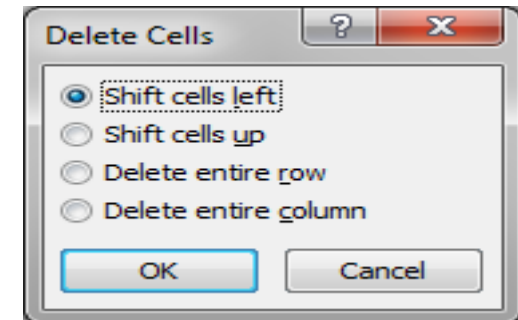 Delete Cells
Shift cells left
Shift cells up
Delete entire row
Delete entire column
OK Cancel